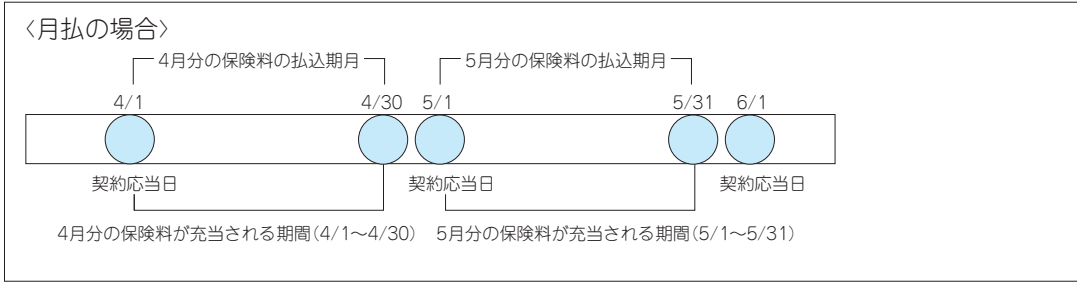 〈月払の場合〉
4月分の保険料の払込期月 5月分の保険料の払込期月
4/1 4/30 5/1 5/31 6/1
契約応当日 契約応当日 契約応当日
4月分の保険料が充当される期間(4/1〜4/30) 5月分の保険料が充当される期間(5/1〜5/31)